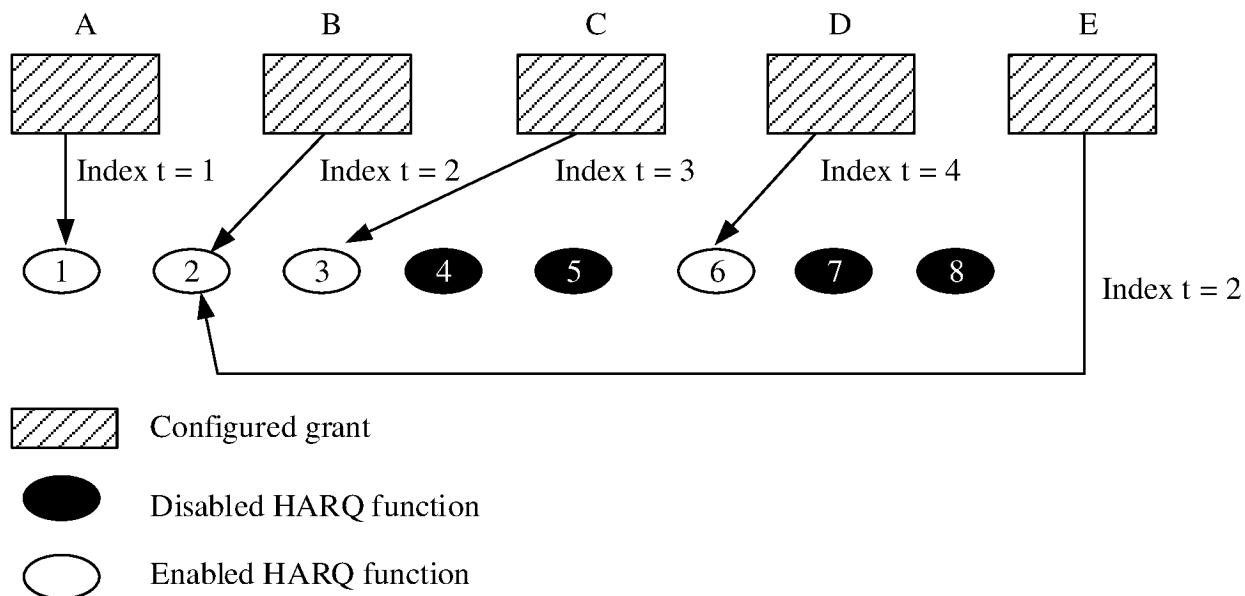 A B C D E
Index t = 1 Index t = 2 Index t = 3 Index t = 4
1 2 3 4 5 6 7 8
Index t = 2
Configured grant
Disabled HARQ function
Enabled HARQ function